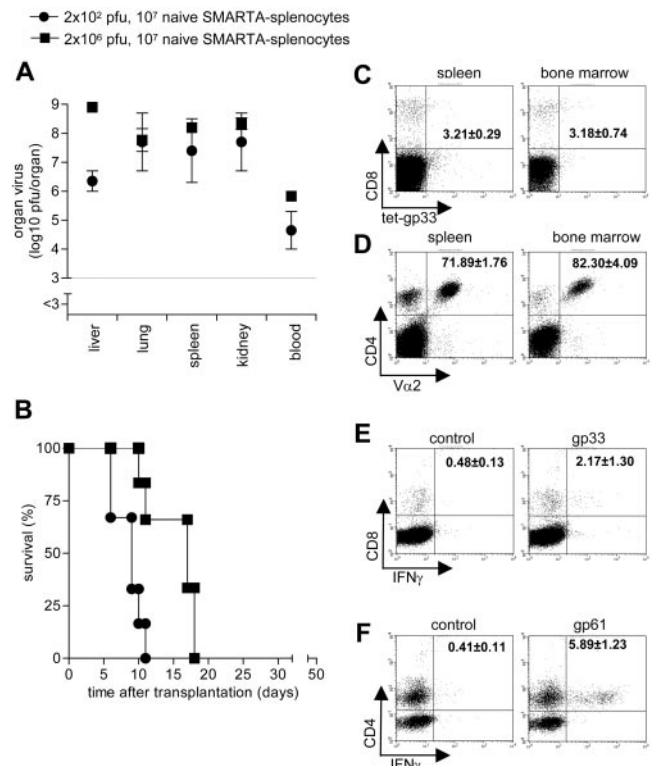 2x10² pfu, 10⁷ naive SMARTA-splenocytes
2x10⁶ pfu, 10⁷ naive SMARTA-splenocytes
A
organ virus
(log10 pfu/organ)
9
8
7
6
5
4
3
<3
liver
lung
spleen
kidney
blood
B
survival (%)
100
75
50
25
0
0 5 10 15 20 25 30 50
time after transplantation (days)
C
spleen
bone marrow
3.21±0.29
3.18±0.74
CD8
tet-gp33
D
spleen
bone marrow
71.89±1.76
82.30±4.09
CD4
Vα2
E
control
gp33
0.48±0.13
2.17±1.30
CD8
IFNγ
F
control
gp61
0.41±0.11
5.89±1.23
CD4
IFNγ